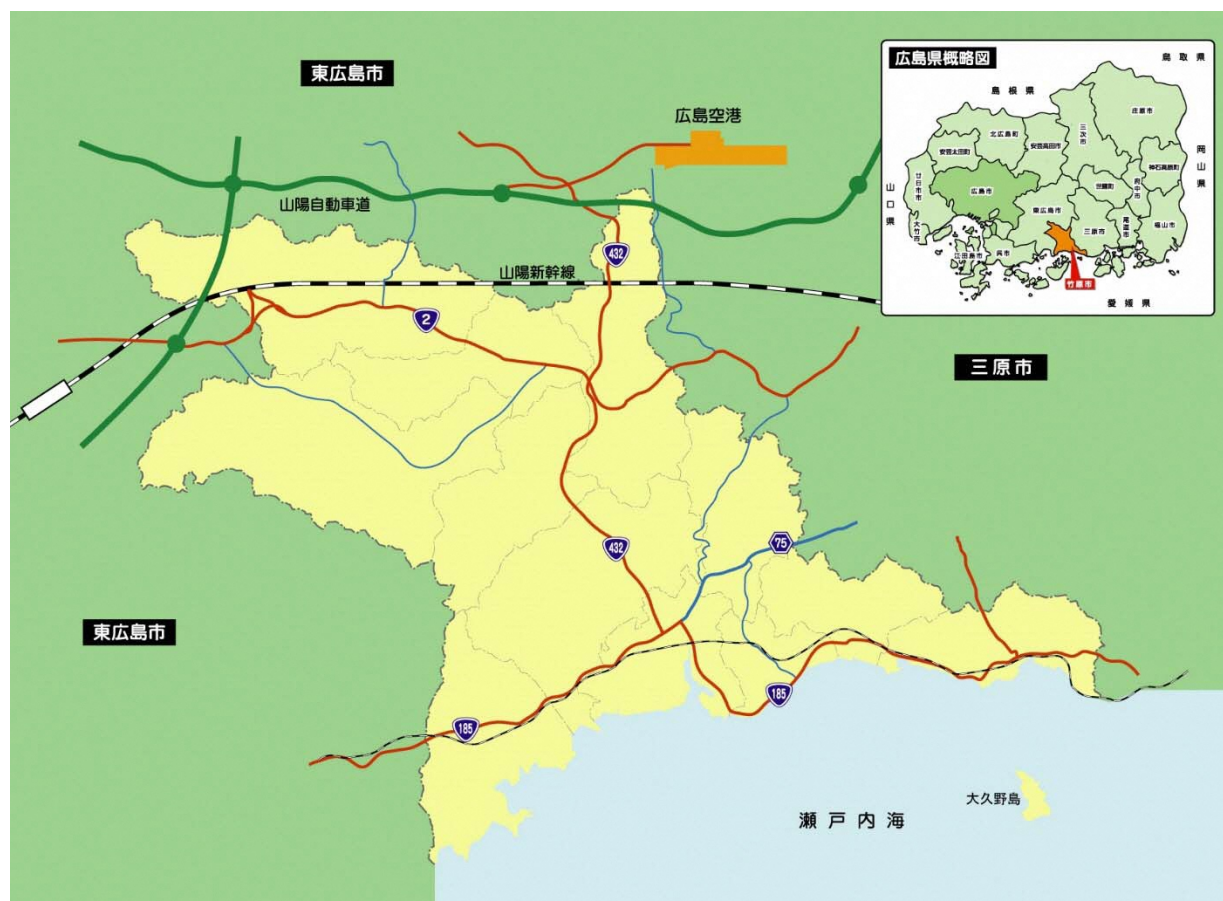 東広島市
広島空港
山陽自動車道
432
山陽新幹線
2
三原市
432
75
東広島市
185
185
大久野島
瀬戸内海
広島県概略図
鳥取県
島根県
庄原市
三次市
北広島町
安芸高田市
安芸太田町
岡山県
神石高原町
山口県
廿日市市
広島市
世羅町
府中市
東広島市
尾道市
福山市
三原市
大竹市
江田島市
呉市
竹原市
愛媛県